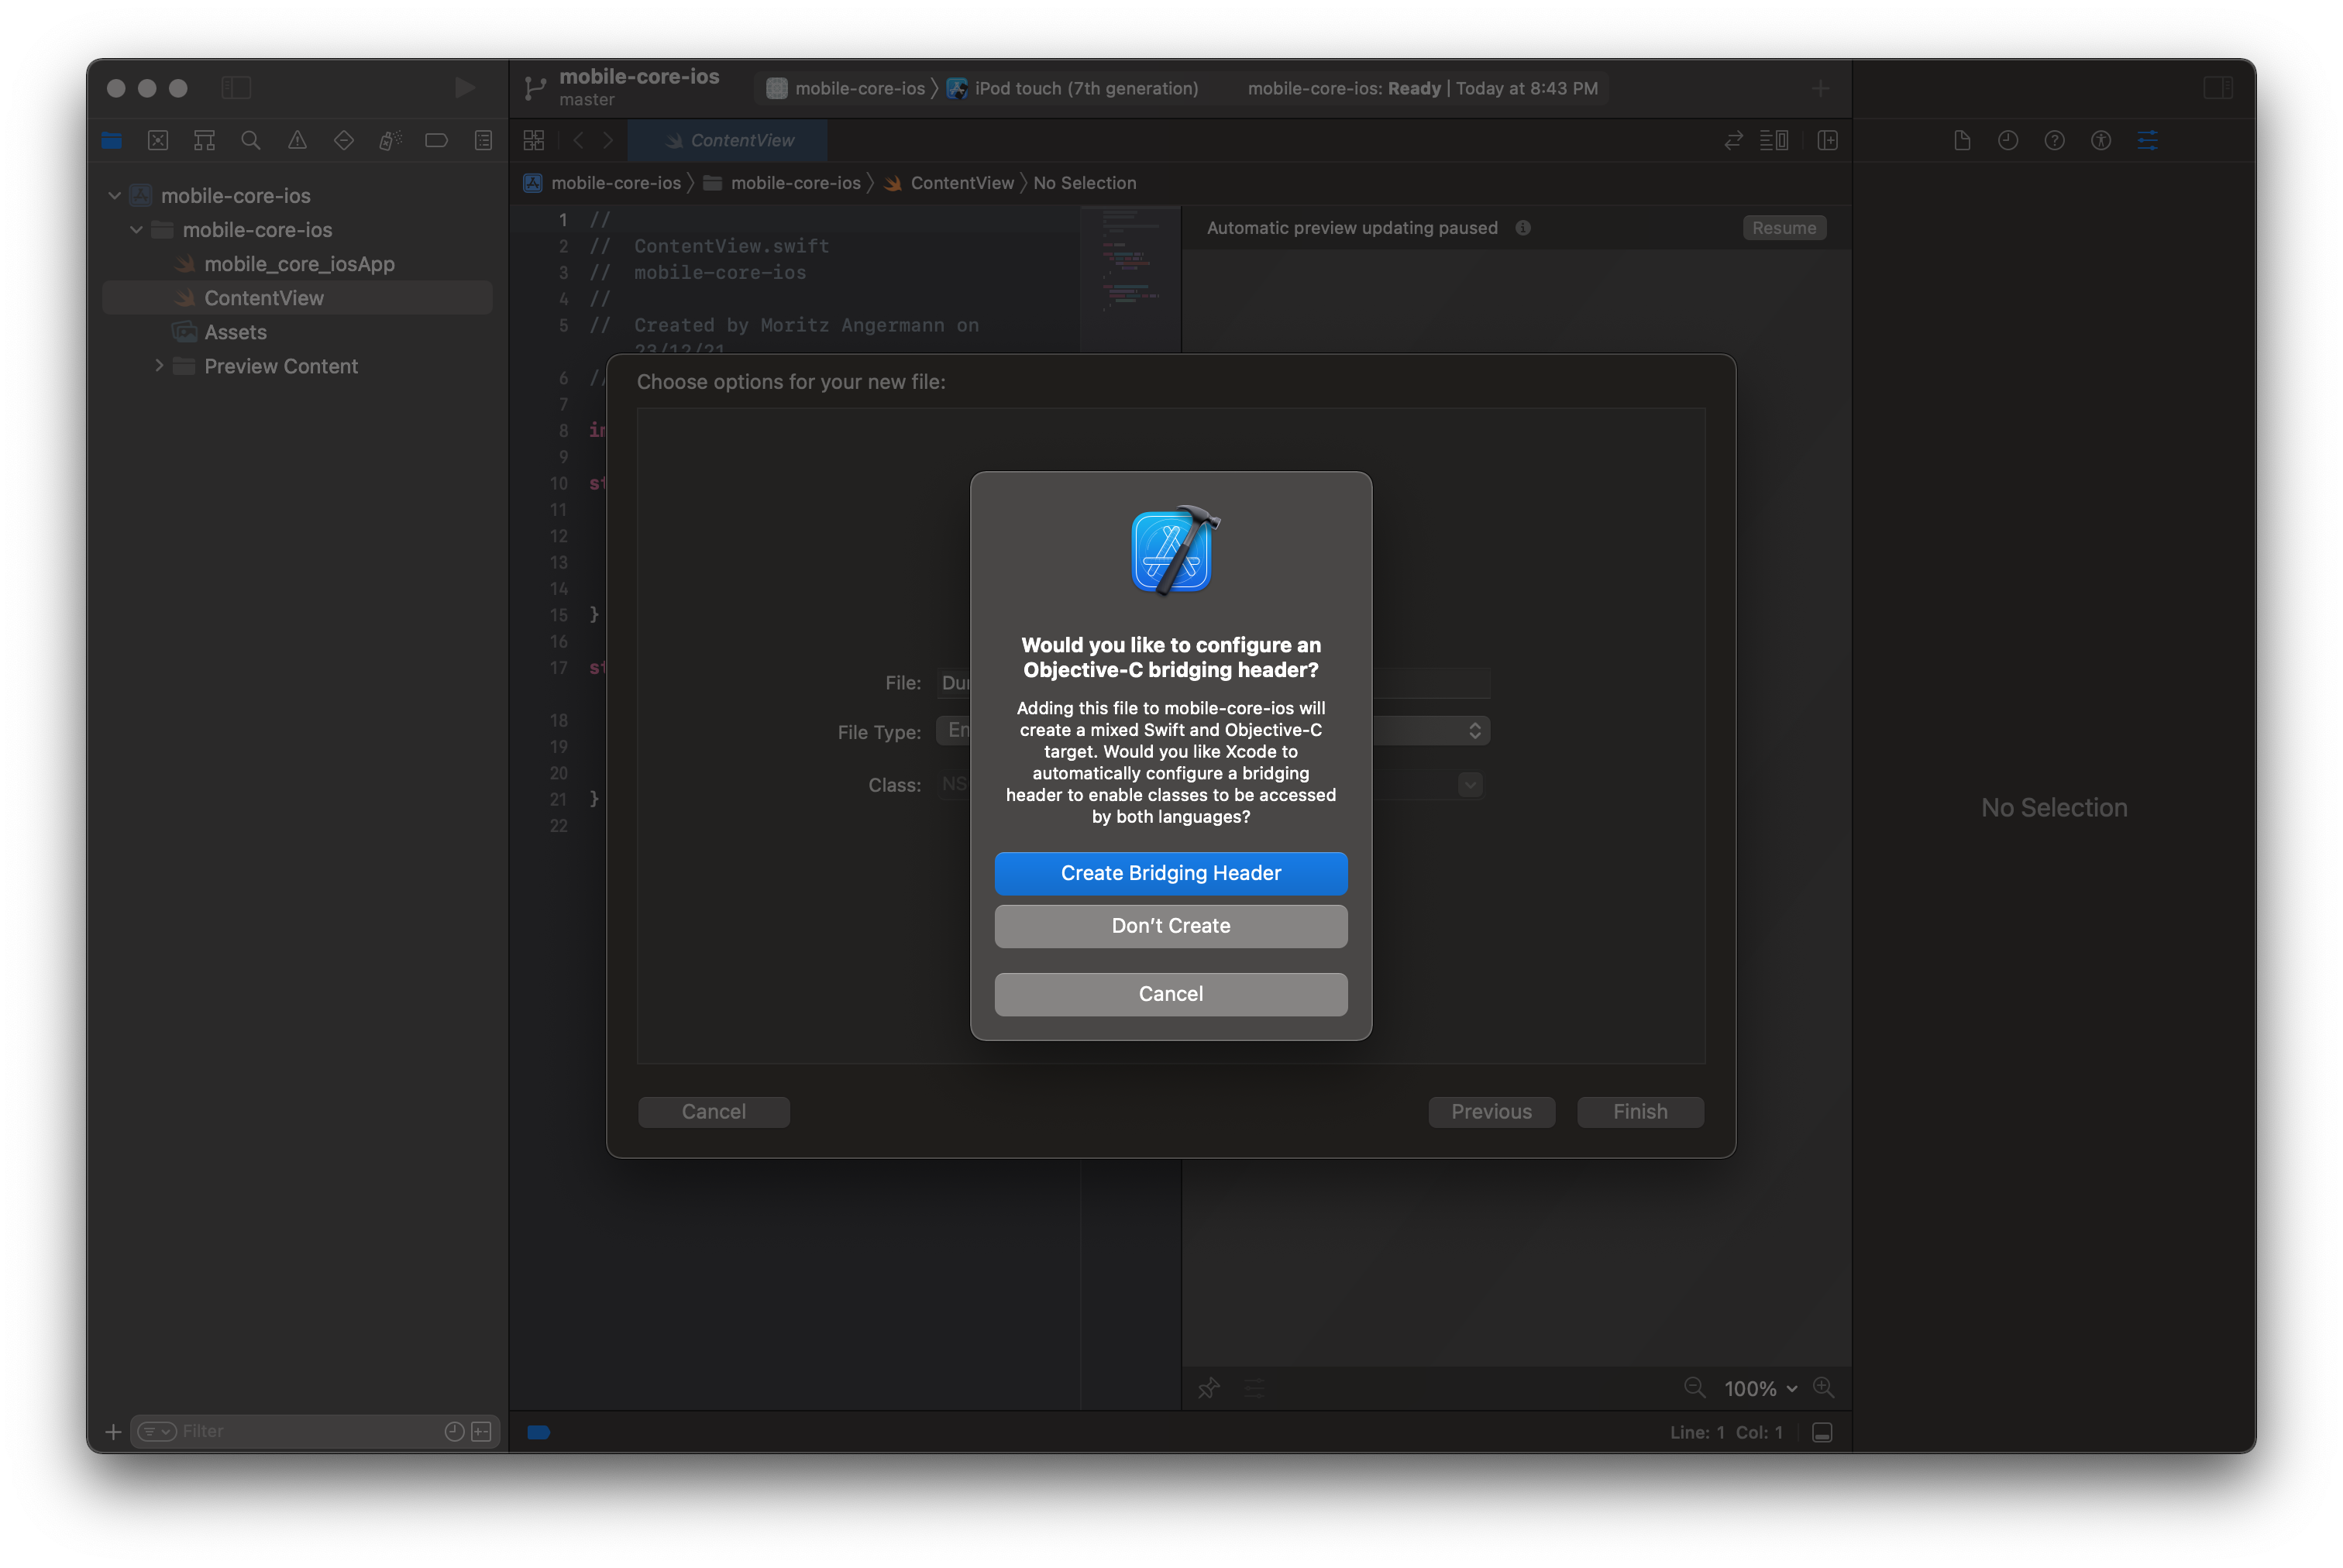 mobile-core-ios
master
mobile-core-ios
iPod touch (7th generation)
mobile-core-ios: Ready | Today at 8:43 PM
ContentView
mobile-core-ios
mobile-core-ios
ContentView
No Selection
mobile-core-ios
mobile-core-ios
mobile_core_iosApp
ContentView
Assets
Preview Content
1 //
2 // ContentView.swift
3 // mobile-core-ios
4 //
5 // Created by Moritz Angermann on
23/12/21
6 //
7
8
9
10
11
12
13
14
15 }
16
17
18
19
20
21 }
22
Automatic preview updating paused
Resume
Choose options for your new file:
File:
File Type:
Class:
Cancel
Previous
Finish
Would you like to configure an
Objective-C bridging header?
Adding this file to mobile-core-ios will
create a mixed Swift and Objective-C
target. Would you like Xcode to
automatically configure a bridging
header to enable classes to be accessed
by both languages?
Create Bridging Header
Don’t Create
Cancel
No Selection
100%
Filter
Line: 1 Col: 1